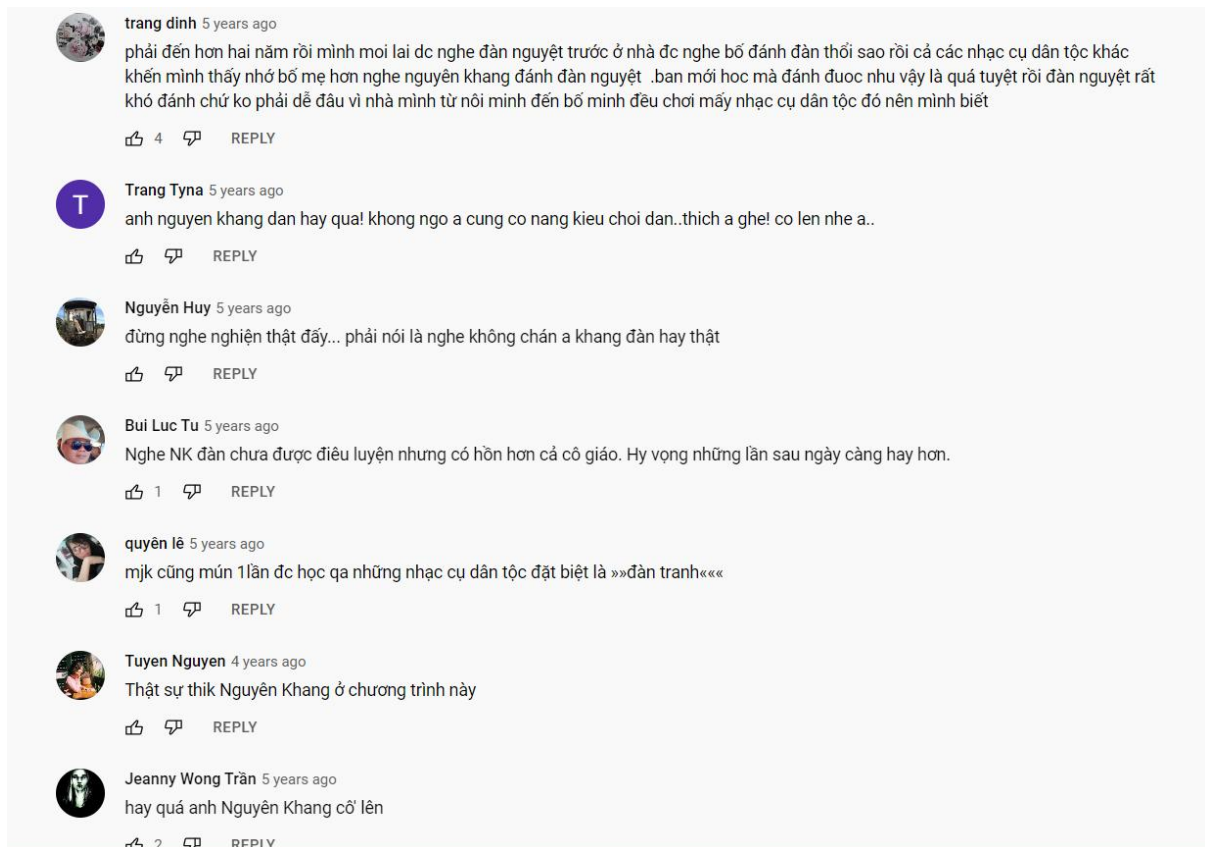 trang dinh 5 years ago
phải đến hơn hai năm rồi mình moi lai dc nghe đàn nguyệt trước ở nhà đc nghe bố đánh đàn thổi sao rồi cả các nhạc cụ dân tộc khác
khến mình thấy nhớ bố mẹ hơn nghe nguyên khang đánh đàn nguyệt .ban mới hoc mà đánh đuoc nhu vậy là quá tuyệt rồi đàn nguyệt rất
khó đánh chứ ko phải dễ đâu vì nhà mình từ nôi minh đến bố minh đều chơi mấy nhạc cụ dân tộc đó nên mình biết
4 REPLY
T
Trang Tyna 5 years ago
anh nguyen khang dan hay qua! khong ngo a cung co nang kieu choi dan..thich a ghe! co len nhe a..
REPLY
Nguyễn Huy 5 years ago
đừng nghe nghiện thật đấy... phải nói là nghe không chán a khang đàn hay thật
REPLY
Bui Luc Tu 5 years ago
Nghe NK đàn chưa được điêu luyện nhưng có hồn hơn cả cô giáo. Hy vọng những lần sau ngày càng hay hơn.
1 REPLY
quyên lê 5 years ago
mjk cũng mún 1lần đc học qa những nhạc cụ dân tộc đặt biệt là »»đàn tranh«««
1 REPLY
Tuyen Nguyen 4 years ago
Thật sự thik Nguyên Khang ở chương trình này
REPLY
Jeanny Wong Trần 5 years ago
hay quá anh Nguyên Khang cô' lên
2 REPLY